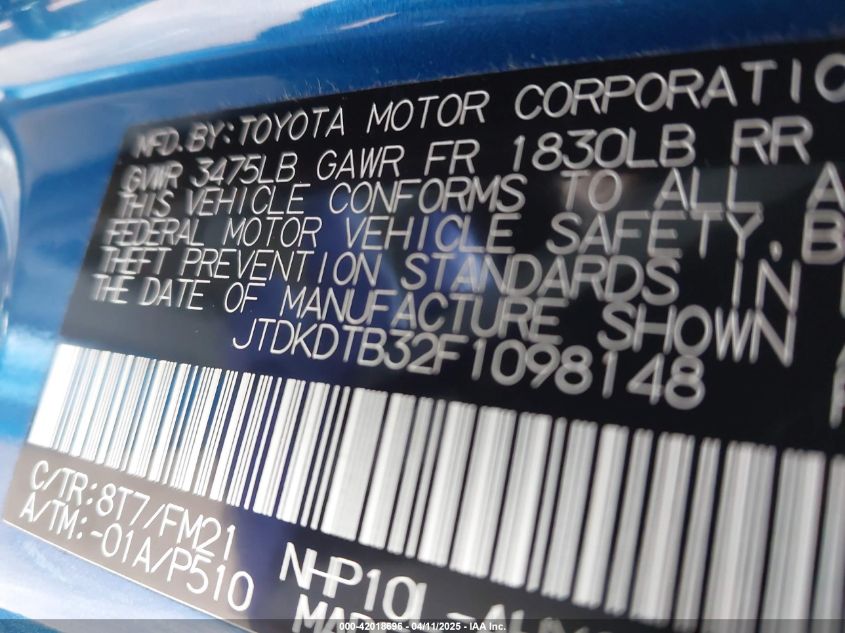 MFD. BY: TOYOTA MOTOR CORPORATIO
GVWR 3475LB GAWR FR 1830LB RR
THIS VEHICLE CONFORMS TO ALL A
FEDERAL MOTOR VEHICLE SAFETY, B
THEFT PREVENTION STANDARDS IN
THE DATE OF MANUFACTURE SHOWN
JTDKDTB32F1098148
C/TR: 8T7/FM21
A/TM: -01A/P510
NHP10L-
000-42018696 - 04/11/2025 - IAA Inc.